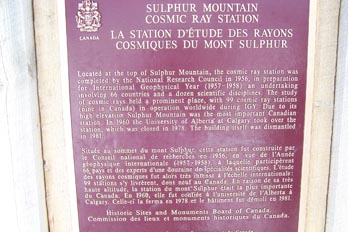 SULPHUR MOUNTAIN
COSMIC RAY STATION
LA STATION D'ÉTUDE DES RAYONS
COSMIQUES DU MONT SULPHUR
CANADA
Located at the top of Sulphur Mountain, the cosmic ray station was
completed by the National Research Council in 1956, in preparation
for International Geophysical Year (1957-1958) an undertaking
involving 66 countries and a dozen scientific disciplines. The study
of cosmic rays held a prominent place, with 99 cosmic ray stations
(nine in Canada) in operation worldwide during IGY. Due to its
high elevation Sulphur Mountain was the most important Canadian
station. In 1960 the University of Alberta at Calgary took over the
station, which was closed in 1978. The building itself was dismantled
in 1981.
Située au sommet du mont Sulphur, cette station fut construite par
le Conseil national de recherches en 1956, en vue de l'Année
géophysique internationale (1957-1958), à laquelle participèrent
66 pays et des experts d'une douzaine de spécialités scientifiques. L'étude
des rayons cosmiques fut alors très intense à l'échelle internationale:
99 stations s'y livrèrent, dont neuf au Canada. En raison de sa très
haute altitude, la station du mont Sulphur était la plus importante
du Canada. En 1960, elle fut confiée à l'université de l'Alberta à
Calgary. Celle-ci la ferma en 1978 et le bâtiment fut démoli en 1981.
Historic Sites and Monuments Board of Canada.
Commission des lieux et monuments historiques du Canada.